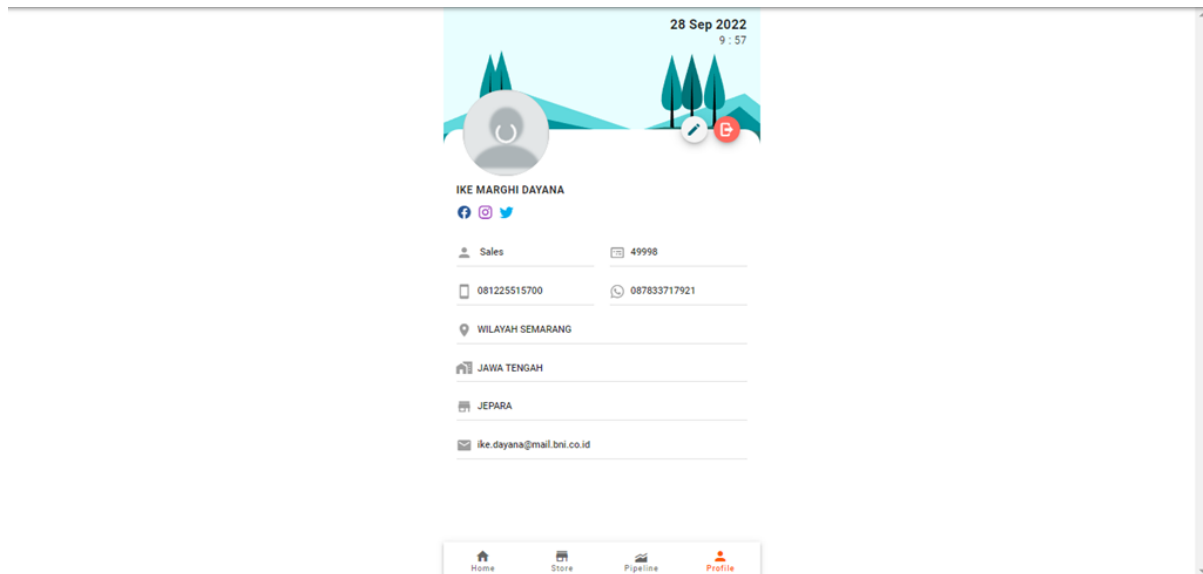 28 Sep 2022
9 : 57
IKE MARGHI DAYANA
Sales
49998
081225515700
087833717921
WILAYAH SEMARANG
JAWA TENGAH
JEPARA
ike.dayana@mail.bni.co.id
Home Store Pipeline Profile